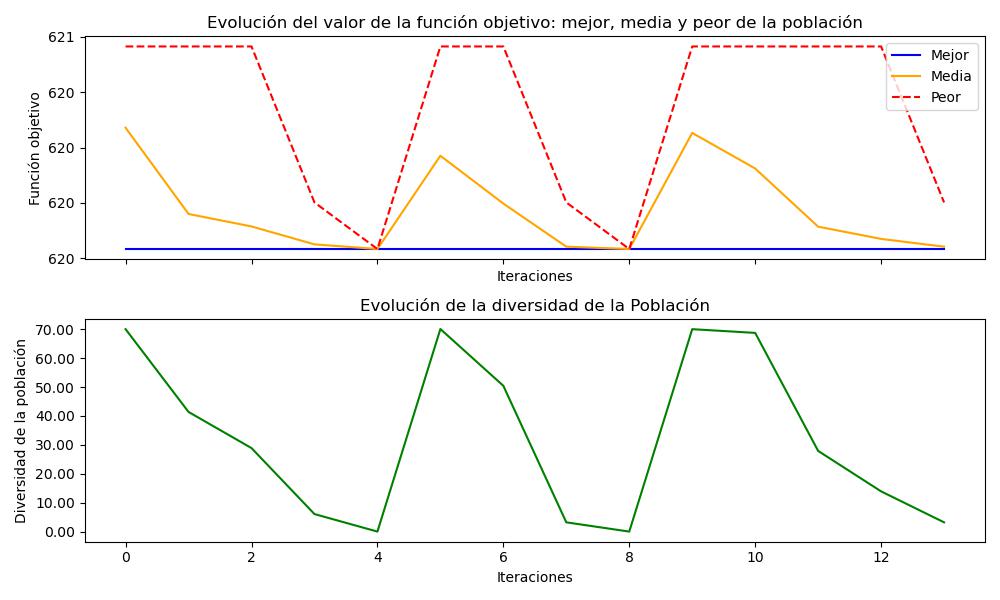 Evolución del valor de la función objetivo: mejor, media y peor de la población
621
620
620
620
620
Función objetivo
Mejor
Media
Peor
Iteraciones
Evolución de la diversidad de la Población
70.00
60.00
50.00
40.00
30.00
20.00
10.00
0.00
Diversidad de la población
0 2 4 6 8 10 12
Iteraciones